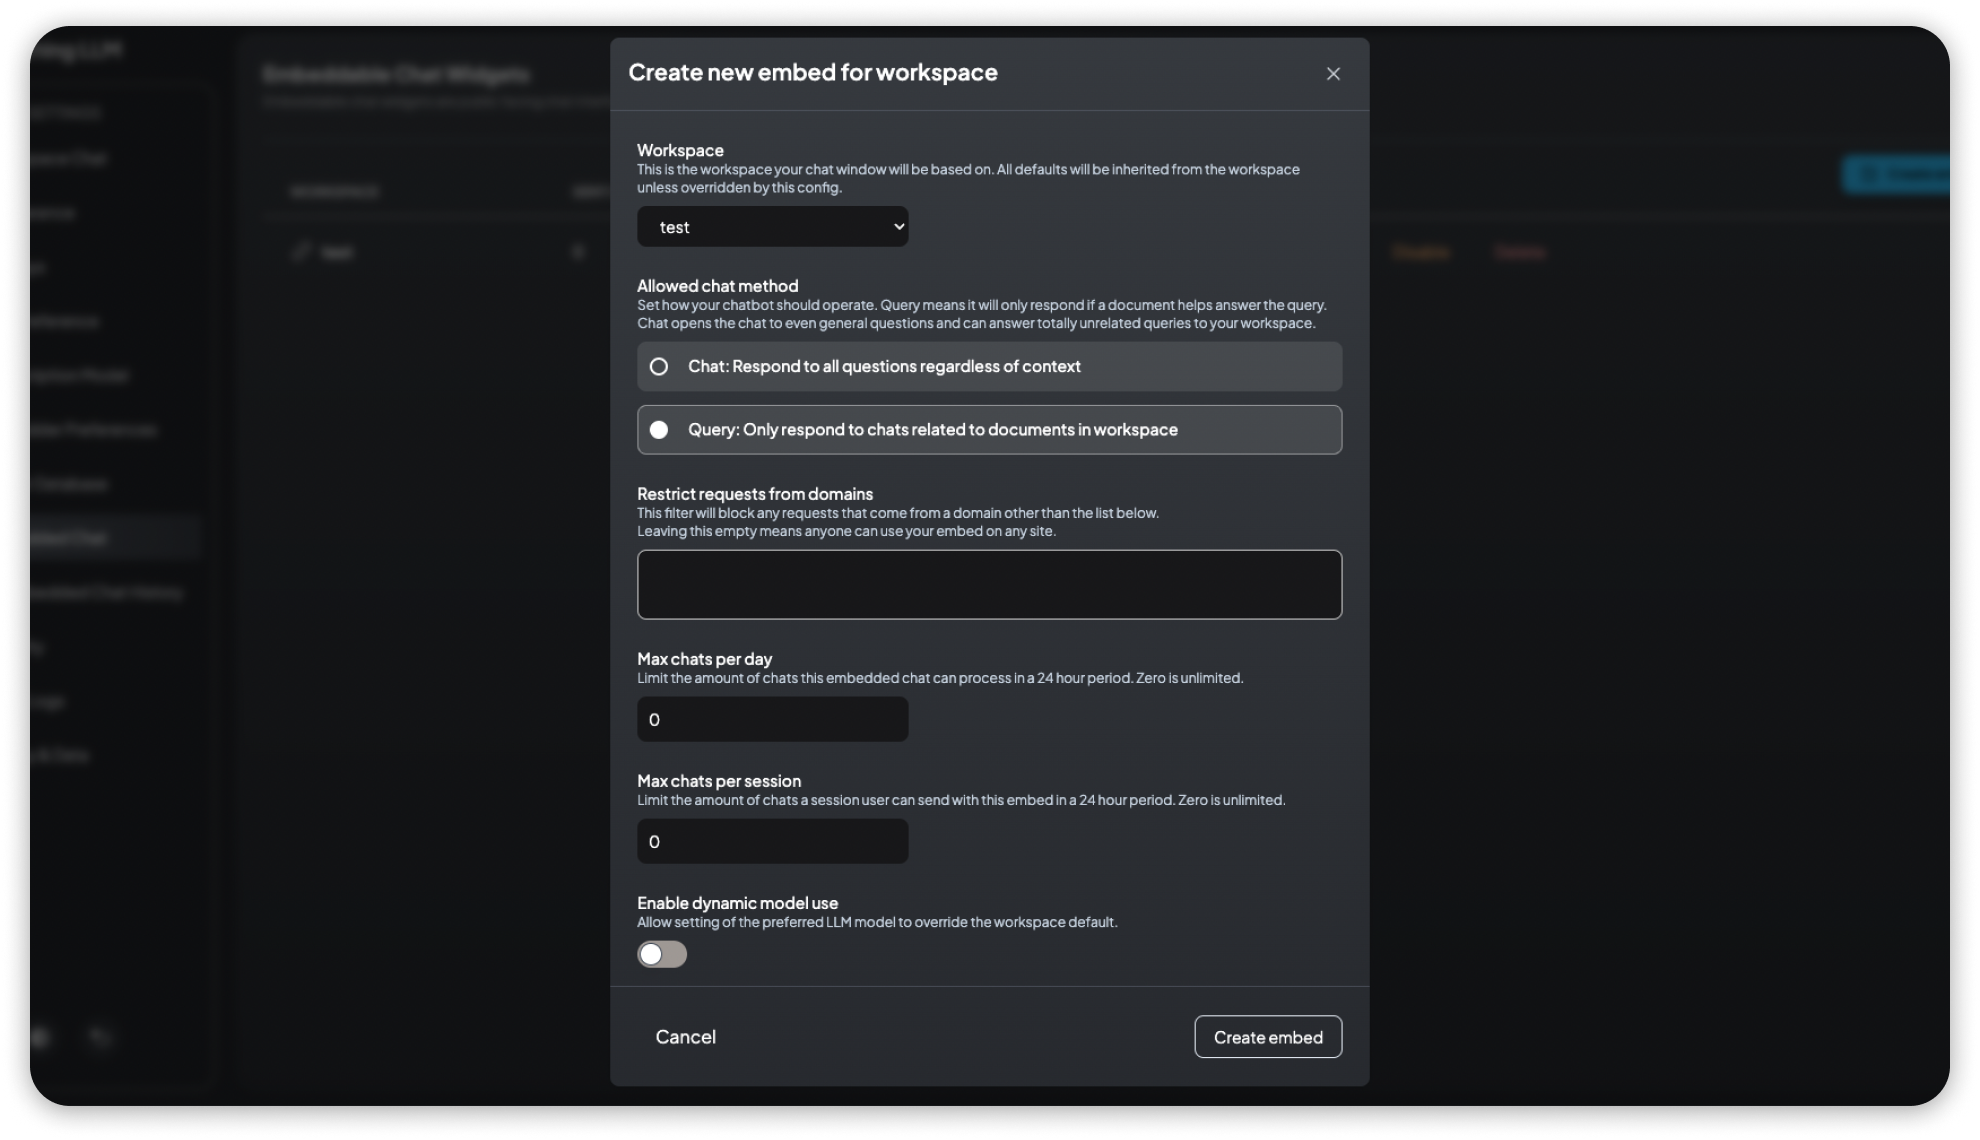 Embeddable Chat Widgets
Create new embed for workspace
Workspace
This is the workspace your chat window will be based on. All defaults will be inherited from the workspace
unless overridden by this config.
test
Allowed chat method
Set how your chatbot should operate. Query means it will only respond if a document helps answer the query.
Chat opens the chat to even general questions and can answer totally unrelated queries to your workspace.
Chat: Respond to all questions regardless of context
Query: Only respond to chats related to documents in workspace
Restrict requests from domains
This filter will block any requests that come from a domain other than the list below.
Leaving this empty means anyone can use your embed on any site.
Max chats per day
Limit the amount of chats this embedded chat can process in a 24 hour period. Zero is unlimited.
0
Max chats per session
Limit the amount of chats a session user can send with this embed in a 24 hour period. Zero is unlimited.
0
Enable dynamic model use
Allow setting of the preferred LLM model to override the workspace default.
Cancel
Create embed